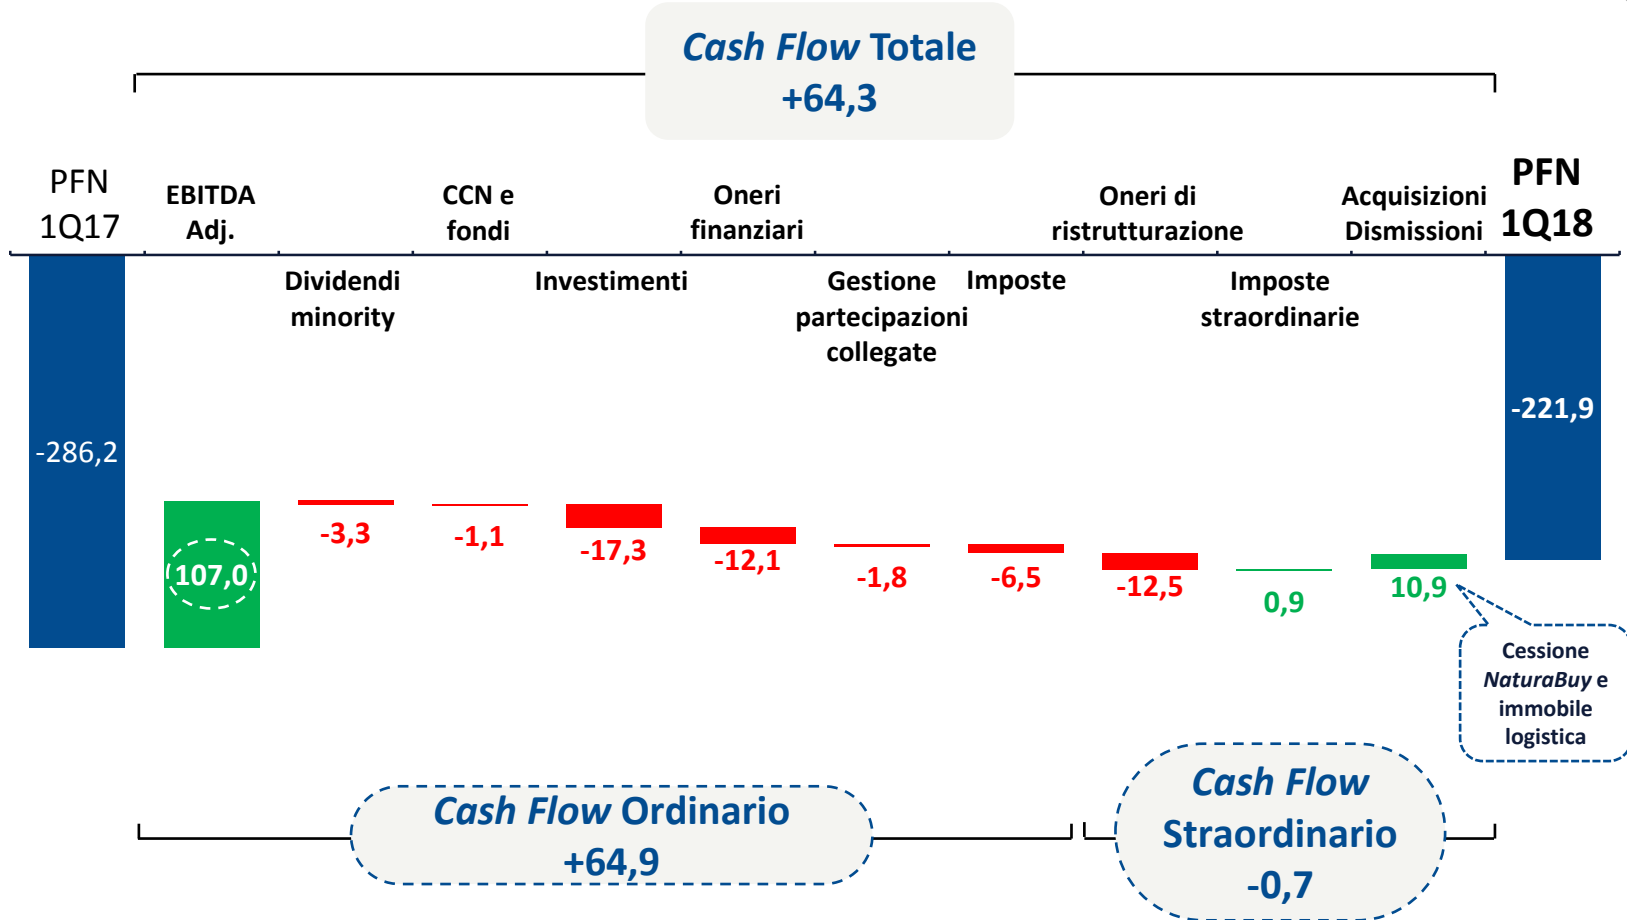 Cash Flow Totale
+64,3
PFN
1Q17
EBITDA
Adj.
CCN e
fondi
Oneri
finanziari
Oneri di
ristrutturazione
Acquisizioni
Dismissioni
PFN
1Q18
Dividendi
minority
Investimenti
Gestione
partecipazioni
collegate
Imposte
Imposte
straordinarie
-286,2
107,0
-3,3
-1,1
-17,3
-12,1
-1,8
-6,5
-12,5
0,9
10,9
-221,9
Cessione
NaturaBuy e
immobile
logistica
Cash Flow Ordinario
+64,9
Cash Flow
Straordinario
-0,7